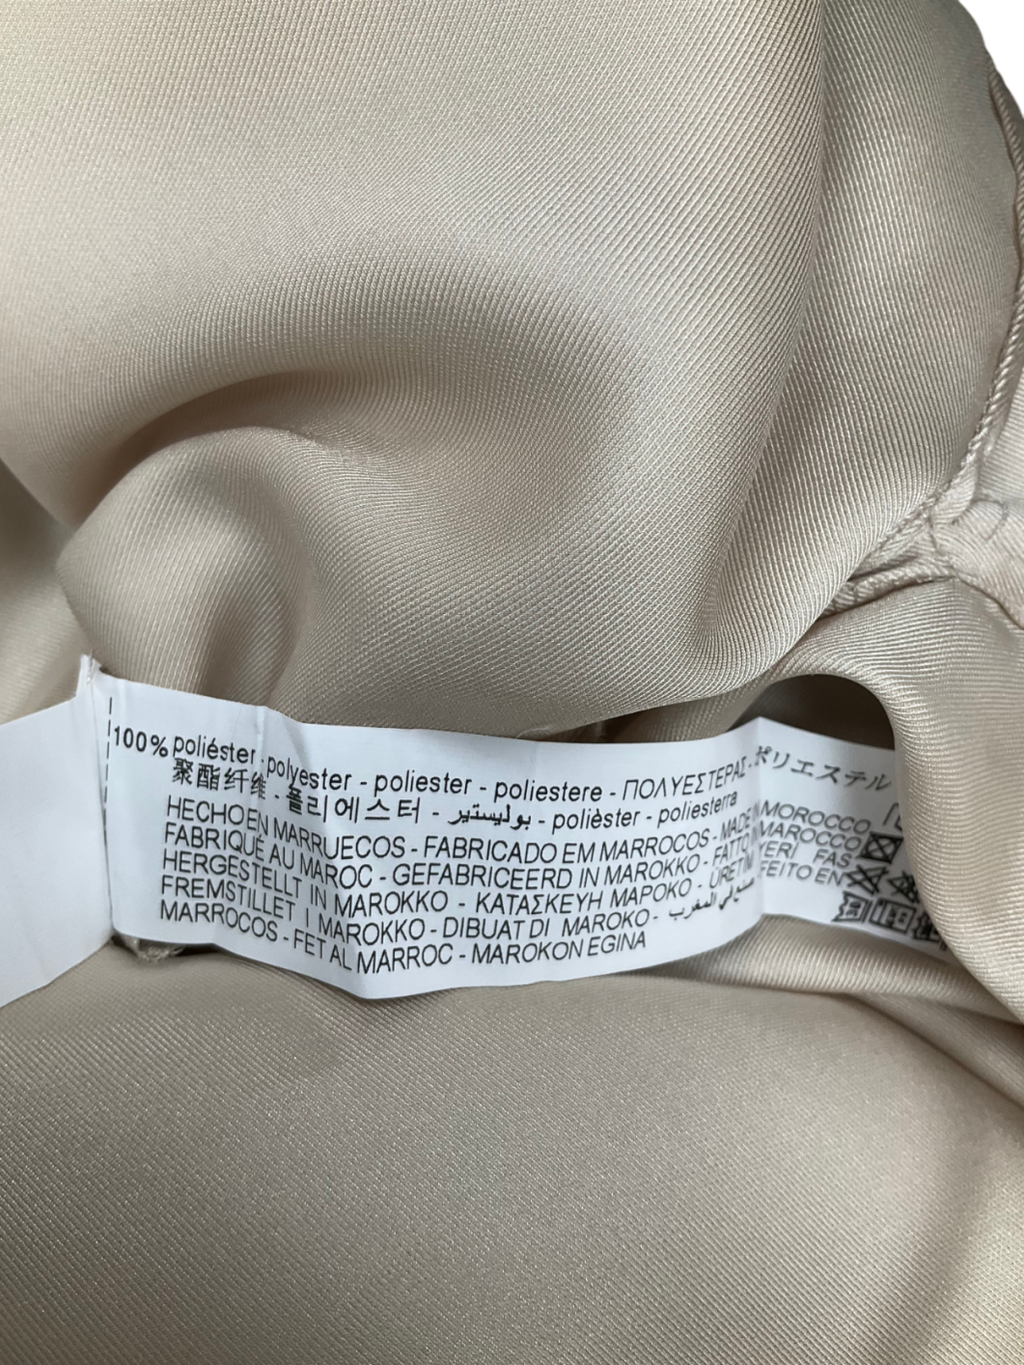 100% poliéster - polyester - poliester - poliestere - ΠΟΛΥΕΣΤΕΡΑΣ - ポリエステル
聚酯纤维 - 폴리에스터 - بوليستير - polièster - poliesterra
HECHO EN MARRUECOS - FABRICADO EM MARROCOS - MADE IN MOROCCO
FABRIQUÉ AU MAROC - GEFABRICEERD IN MAROKKO - FATTO IN MAROCCO
HERGESTELLT IN MAROKKO - ΚΑΤΑΣΚΕΥΗ ΜΑΡΟΚΟ - ÜRETIM YERI FAS -
FREMSTILLET I MAROKKO - DIBUAT DI MAROKO - صنع في المغرب - FEITO EN
MARROCOS - FET AL MARROC - MAROKON EGINA